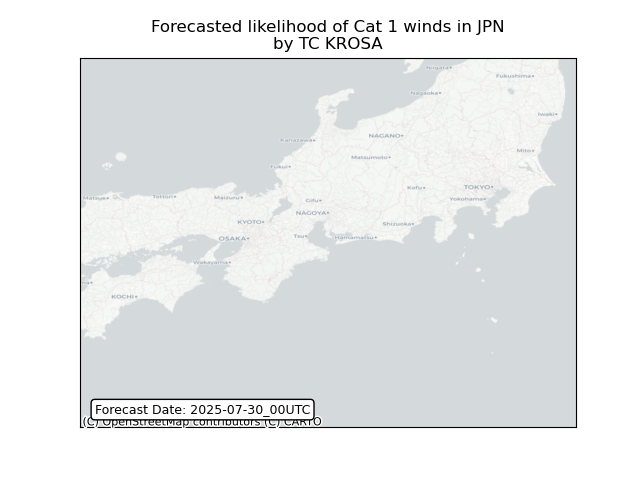 Forecasted likelihood of Cat 1 winds in JPN
by TC KROSA
Niigata
Fukushima
Nagaoka
Iwaki
NAGANO
Kanazawa
Mito
Matsumoto
Fukui
Kofu
TOKYO
Matsue
Tottori
Maizuru
Gifu
Yokohama
NAGOYA
KYOTO
Shizuoka
OSAKA
Tsu
Hamamatsu
Wakayama
KOCHI
Forecast Date: 2025-07-30_00UTC
(C) OpenStreetMap contributors (C) CARTO